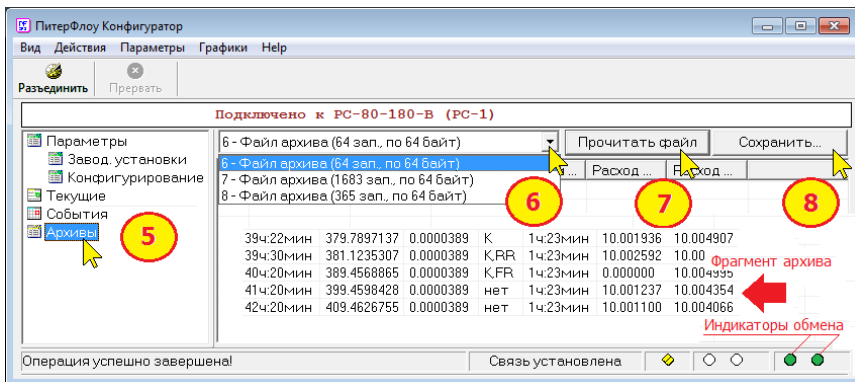 ПитерФлоу Конфигуратор
Вид Действия Параметры Графики Help
Разъединить Прервать
Подключено к РС-80-180-В (РС-1)
Параметры
Завод. установки
Конфигурирование
Текущие
События
Архивы
5
6 - Файл архива (64 зап., по 64 байт)
Прочитать файл
Сохранить...
6 - Файл архива (64 зап., по 64 байт)
7 - Файл архива (1683 зап., по 64 байт)
8 - Файл архива (365 зап., по 64 байт)
Расход ... Расход ...
6
7
8
39ч:22мин 379.7897137 0.0000389 К 1ч:23мин 10.001936 10.004907
39ч:30мин 381.1235307 0.0000389 K,RR 1ч:23мин 10.002592 10.00
40ч:20мин 389.4568865 0.0000389 K,FR 1ч:23мин 0.000000 10.004995
41ч:20мин 399.4598428 0.0000389 нет 1ч:23мин 10.001237 10.004354
42ч:20мин 409.4626755 0.0000389 нет 1ч:23мин 10.001100 10.004066
Фрагмент архива
Индикаторы обмена
Операция успешно завершена!
Связь установлена